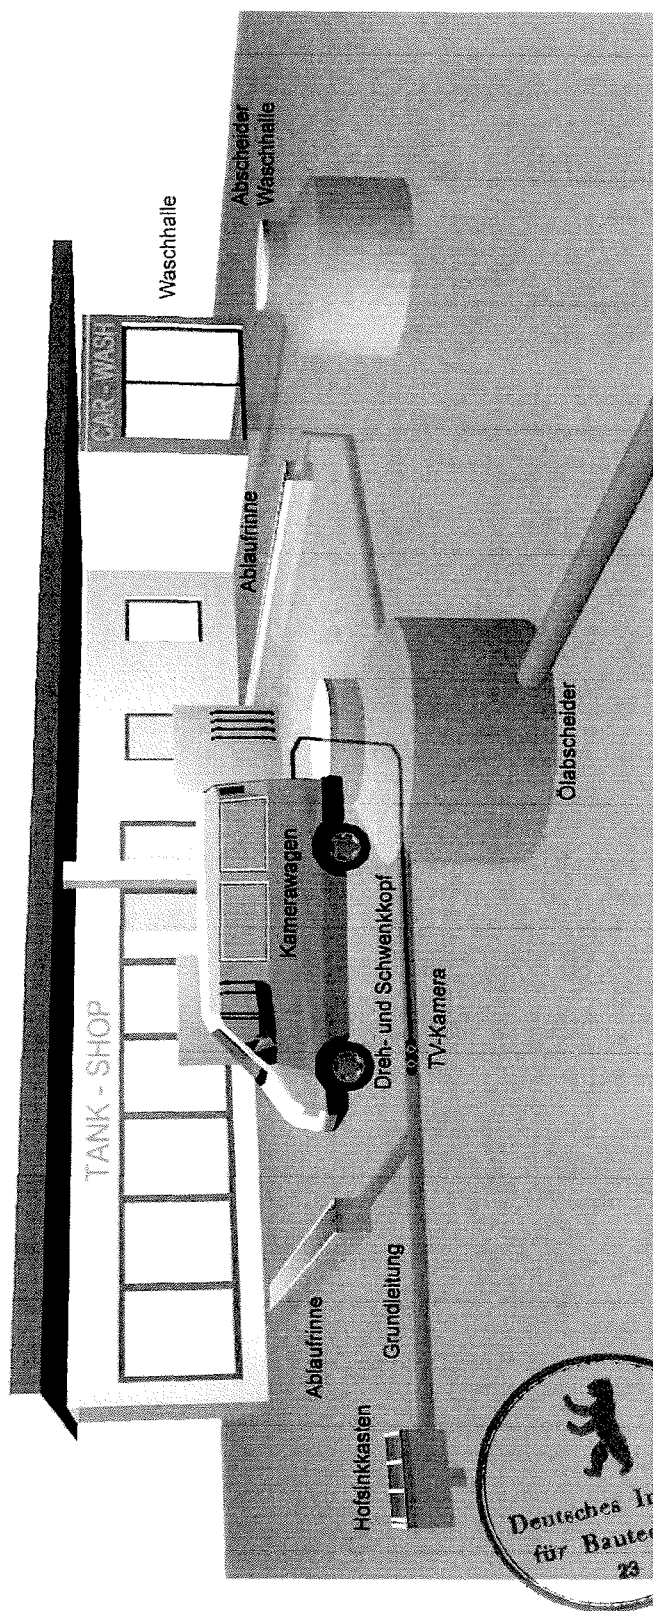 TANK - SHOP
CAR - WASH
Waschhalle
Abscheider
Waschhalle
Ablaufrinne
Kamerawagen
Dreh- und Schwenkkopf
TV-Kamera
Ölabscheider
Ablaufrinne
Grundleitung
Hofsinkkasten
Deutsches
für
23